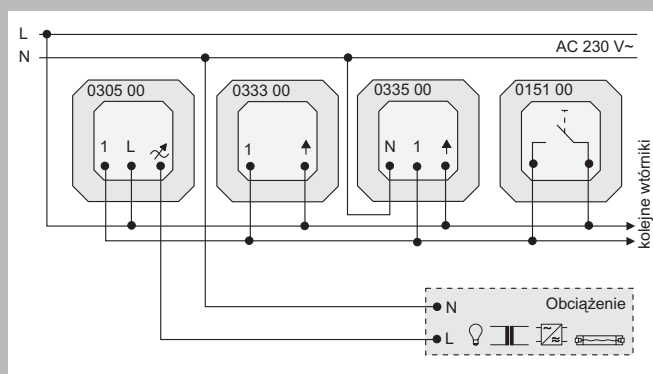 L
N
AC 230 V~
0305 00
0333 00
0335 00
0151 00
1 L
1
N 1
kolejne wtórniki
N
Obciążenie
L